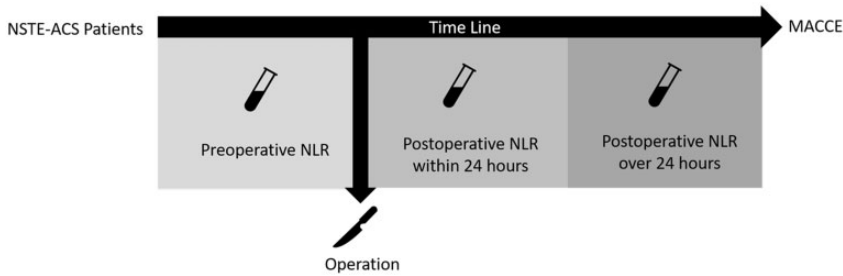 NSTE-ACS Patients
Time Line
MACCE
Preoperative NLR
Postoperative NLR
within 24 hours
Postoperative NLR
over 24 hours
Operation